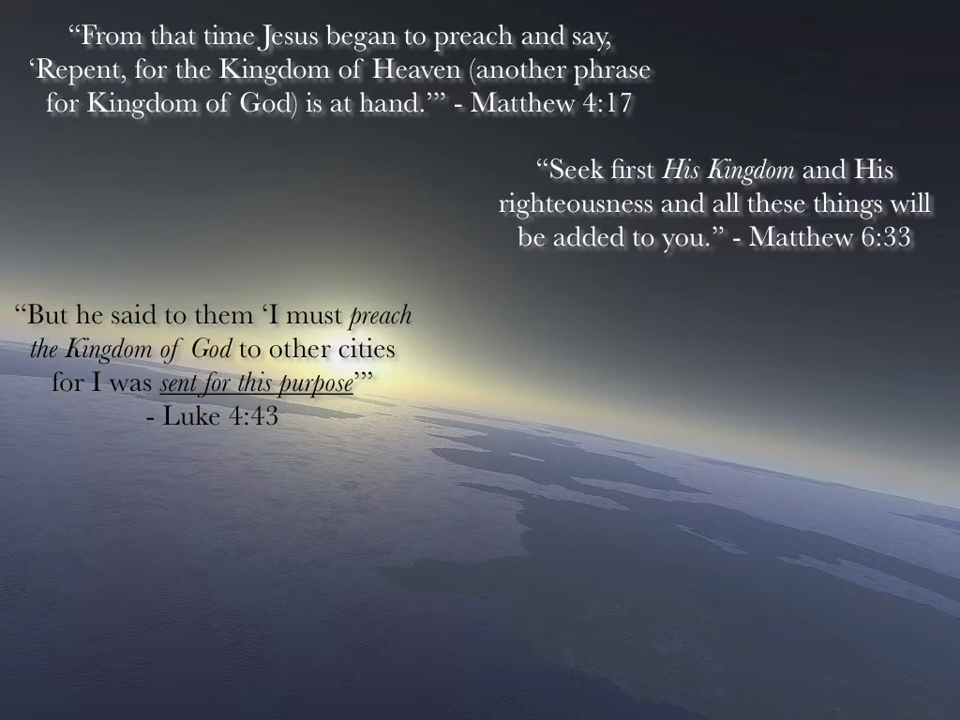 “From that time Jesus began to preach and say,
‘Repent, for the Kingdom of Heaven (another phrase
for Kingdom of God) is at hand.’” - Matthew 4:17
“Seek first His Kingdom and His
righteousness and all these things will
be added to you.” - Matthew 6:33
“But he said to them ‘I must preach
the Kingdom of God to other cities
for I was sent for this purpose’”
- Luke 4:43